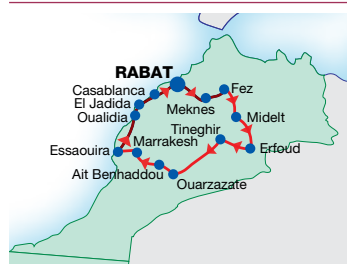 RABAT
Casablanca
Fez
El Jadida
Meknes
Oualidia
Midelt
Tineghir
Essaouira
Marrakesh
Erfoud
Ait Benhaddou
Ouarzazate